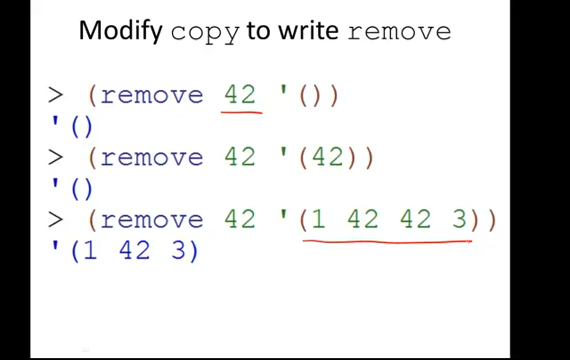 Modify copy to write remove
> (remove 42 '())
'()
> (remove 42 '(42))
'()
> (remove 42 '(1 42 42 3))
'(1 42 3)